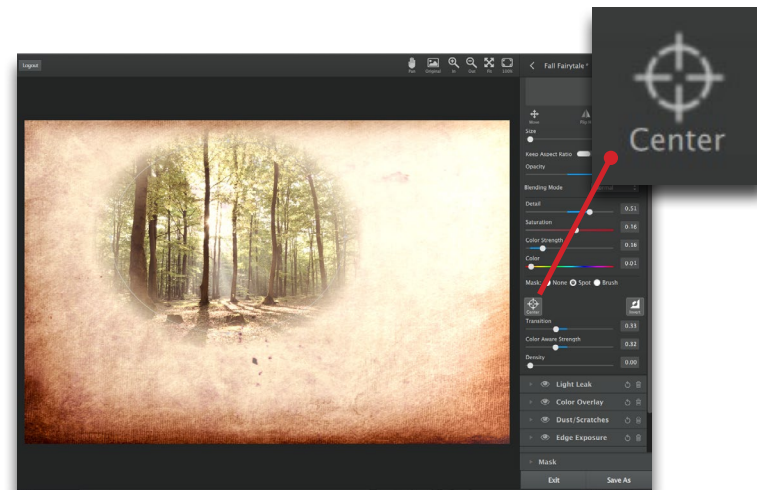 Logout
Pan Original In Out Fit 100%
Fall Fairytale *
Center
Move
Size
Keep Aspect Ratio
Opacity
Blending Mode
Normal
Detail
0.51
Saturation
Color Strength
0.16
Color
0.01
Mask: None Spot Brush
Center
Invert
Transition
0.33
Color Aware Strength
0.32
Density
0.00
Light Leak
Color Overlay
Dust/Scratches
Edge Exposure
Mask
Exit
Save As